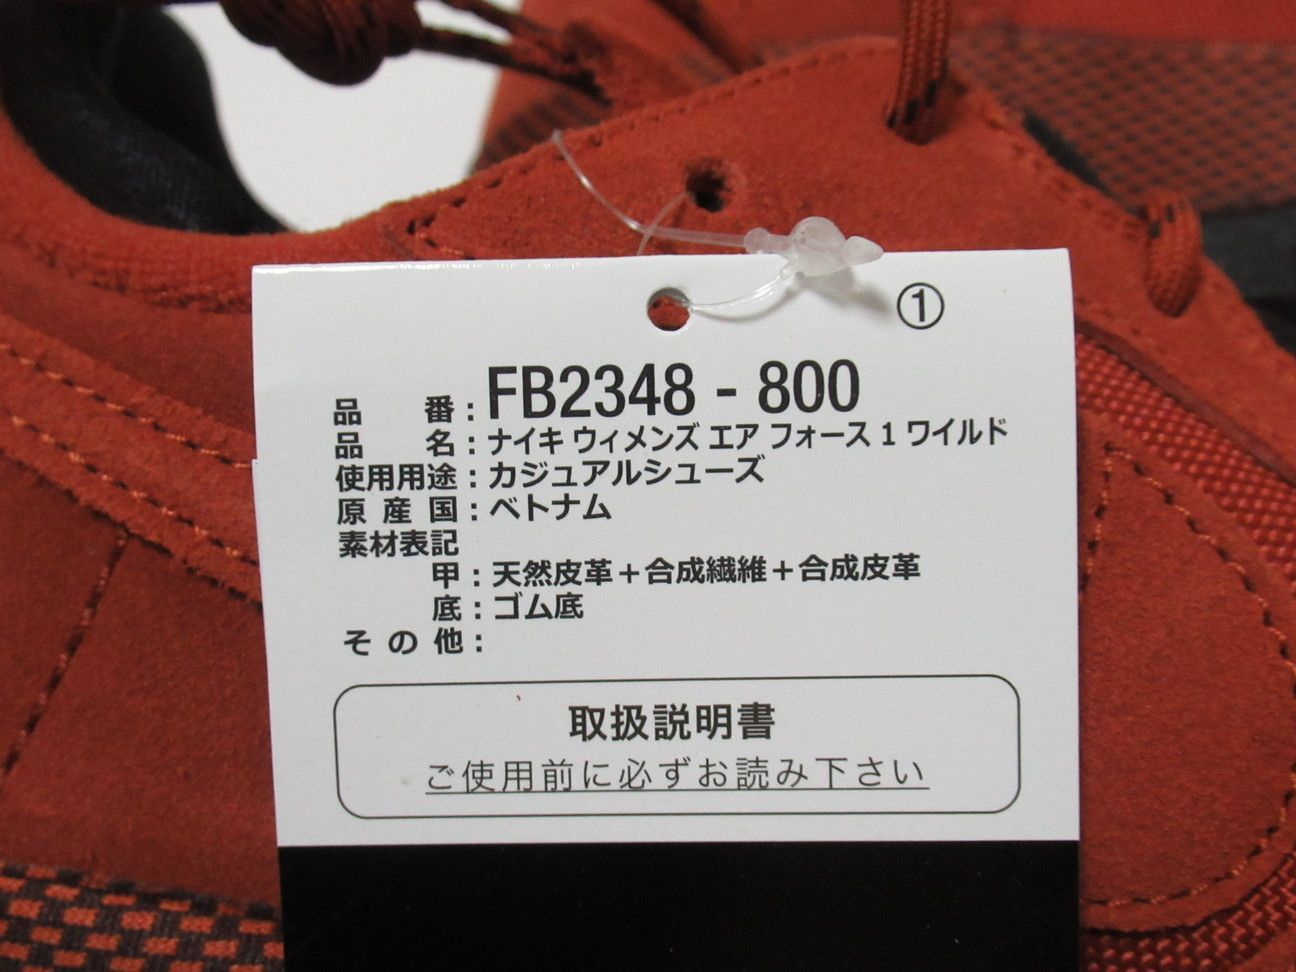 ①
品番：FB2348 - 800
品名：ナイキ ウィメンズ エア フォース 1 ワイルド
使用用途：カジュアルシューズ
原産国：ベトナム
素材表記
甲：天然皮革＋合成繊維＋合成皮革
底：ゴム底
その他：
取扱説明書
ご使用前に必ずお読み下さい